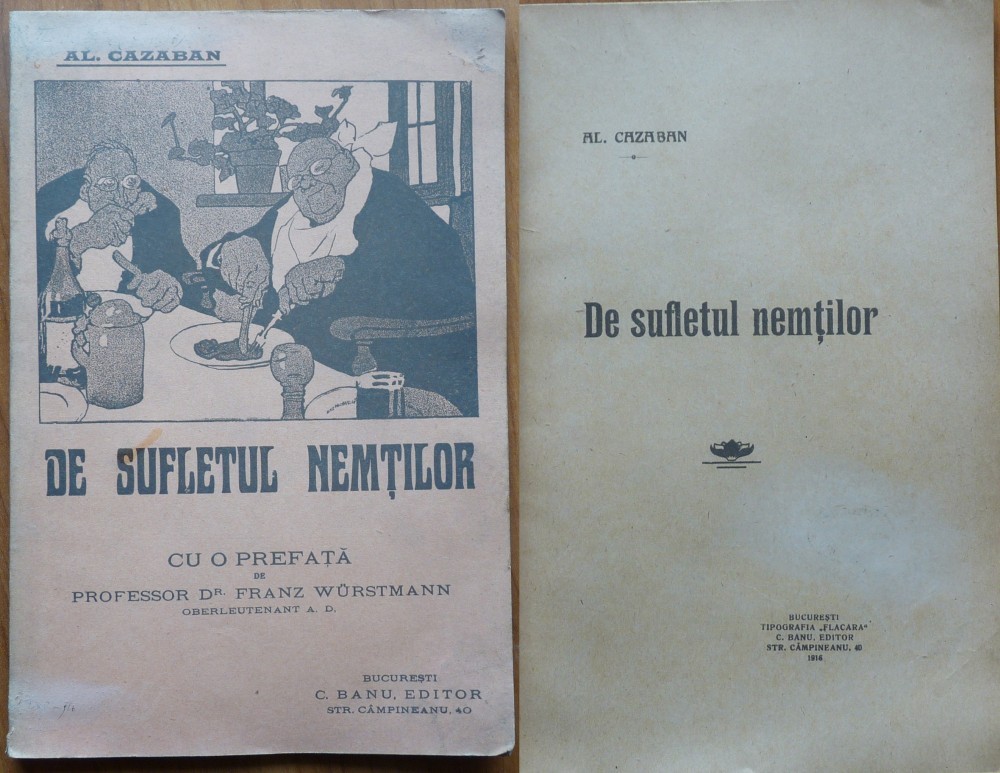 AL. CAZABAN
DE SUFLETUL NEMȚILOR
CU O PREFAȚĂ
DE
PROFESSOR DR. FRANZ WÜRSTMANN
OBERLEUTENANT A. D.
BUCUREȘTI
C. BANU, EDITOR
STR. CÂMPINEANU, 40
AL. CAZABAN
De sufletul nemților
BUCUREȘTI
TIPOGRAFIA „FLACARA"
C. BANU, EDITOR
STR. CÂMPINEANU, 40
1916